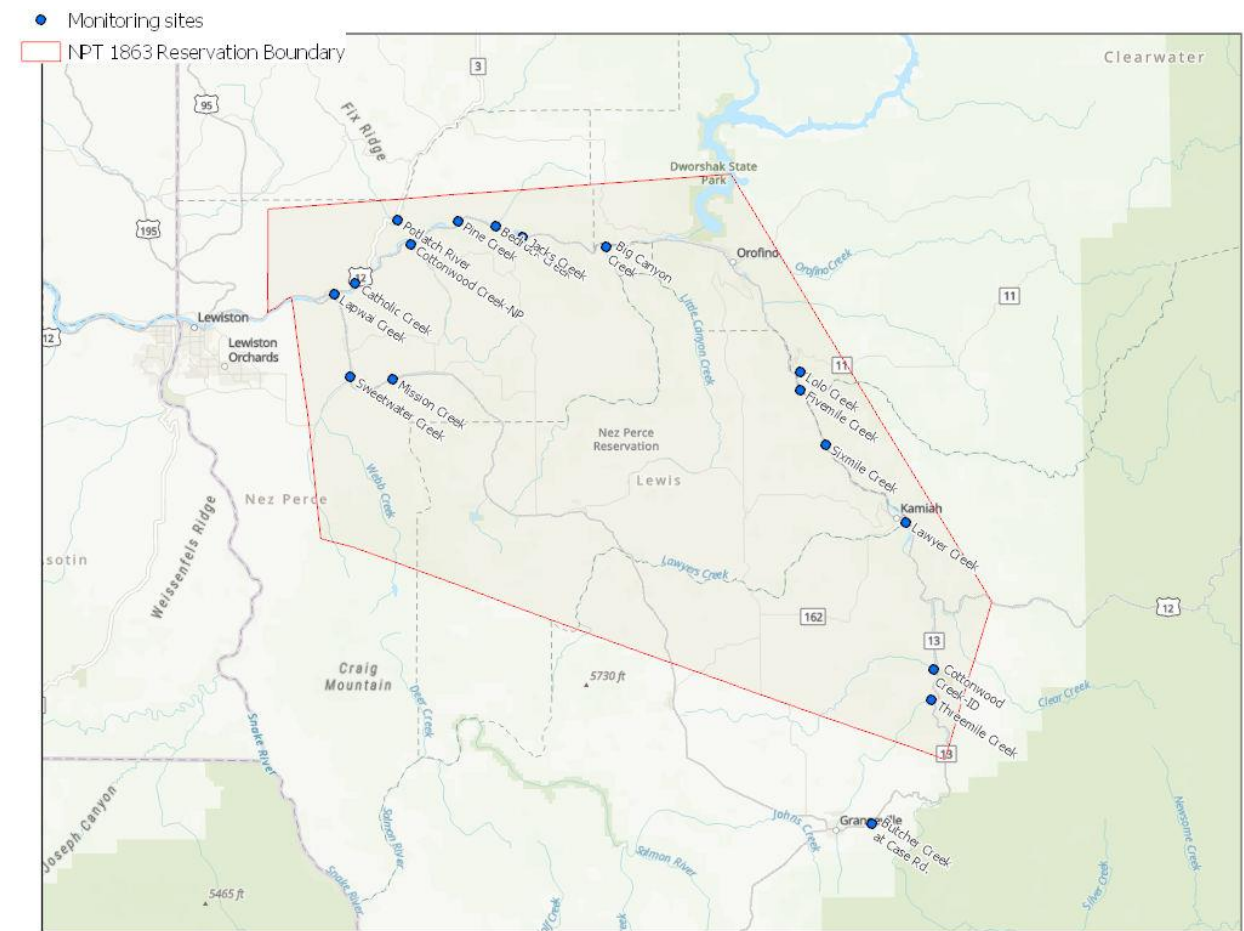 Monitoring sites
NPT 1863 Reservation Boundary
3
Clearwater
95
Fix Ridge
Dworshak State
Park
195
Potlatch River
Pine Creek
Jacks Creek
Big Canyon
Creek
Orofino
Orofino Creek
Cottonwood Creek-NP
12
Catholic Creek
Lapwai Creek
11
Little Canyon Creek
Lewiston
12
Lewiston
Orchards
11
Lolo Creek
Fivemile Creek
Mission Creek
Sweetwater Creek
Nez Perce
Reservation
Sixmile Creek
Lewis
Webb Creek
Nez Perce
Kamiah
Lawyer Creek
Weissenfels Ridge
sotin
Lawyers Creek
12
162
13
Craig
Mountain
5730 ft
Cottonwood
Creek-ID
Clear Creek
Deer Creek
Threemile Creek
Snake River
13
Joseph Canyon
Salmon River
Johns Creek
Butcher Creek
at Case Rd.
Newsome Creek
Salmon River
Snake River
Silver Creek
5465 ft